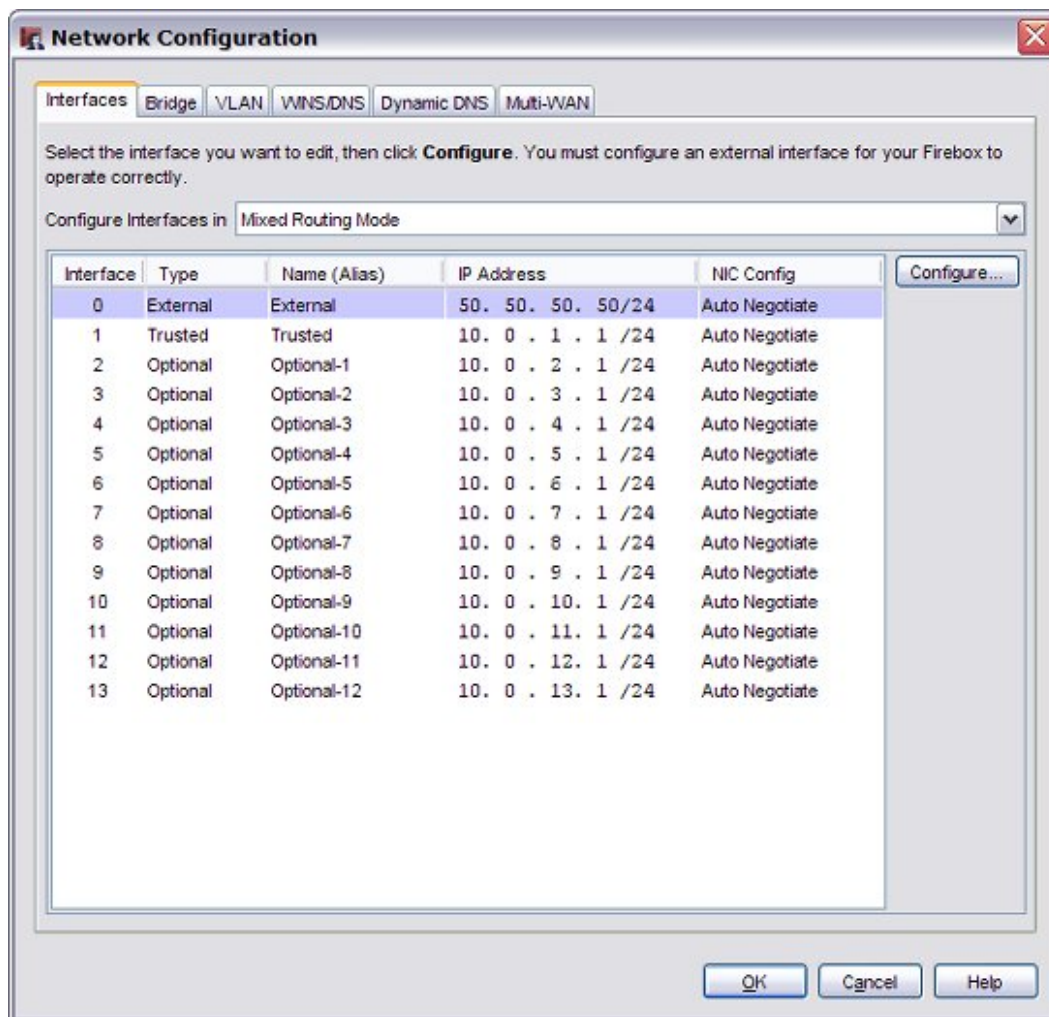 Network Configuration
Interfaces Bridge VLAN WINS/DNS Dynamic DNS Multi-WAN
Select the interface you want to edit, then click Configure. You must configure an external interface for your Firebox to
operate correctly.
Configure Interfaces in Mixed Routing Mode
Interface Type Name (Alias) IP Address NIC Config Configure...
0 External External 50. 50. 50. 50/24 Auto Negotiate
1 Trusted Trusted 10. 0 . 1 . 1 /24 Auto Negotiate
2 Optional Optional-1 10. 0 . 2 . 1 /24 Auto Negotiate
3 Optional Optional-2 10. 0 . 3 . 1 /24 Auto Negotiate
4 Optional Optional-3 10. 0 . 4 . 1 /24 Auto Negotiate
5 Optional Optional-4 10. 0 . 5 . 1 /24 Auto Negotiate
6 Optional Optional-5 10. 0 . 6 . 1 /24 Auto Negotiate
7 Optional Optional-6 10. 0 . 7 . 1 /24 Auto Negotiate
8 Optional Optional-7 10. 0 . 8 . 1 /24 Auto Negotiate
9 Optional Optional-8 10. 0 . 9 . 1 /24 Auto Negotiate
10 Optional Optional-9 10. 0 . 10. 1 /24 Auto Negotiate
11 Optional Optional-10 10. 0 . 11. 1 /24 Auto Negotiate
12 Optional Optional-11 10. 0 . 12. 1 /24 Auto Negotiate
13 Optional Optional-12 10. 0 . 13. 1 /24 Auto Negotiate
OK Cancel Help